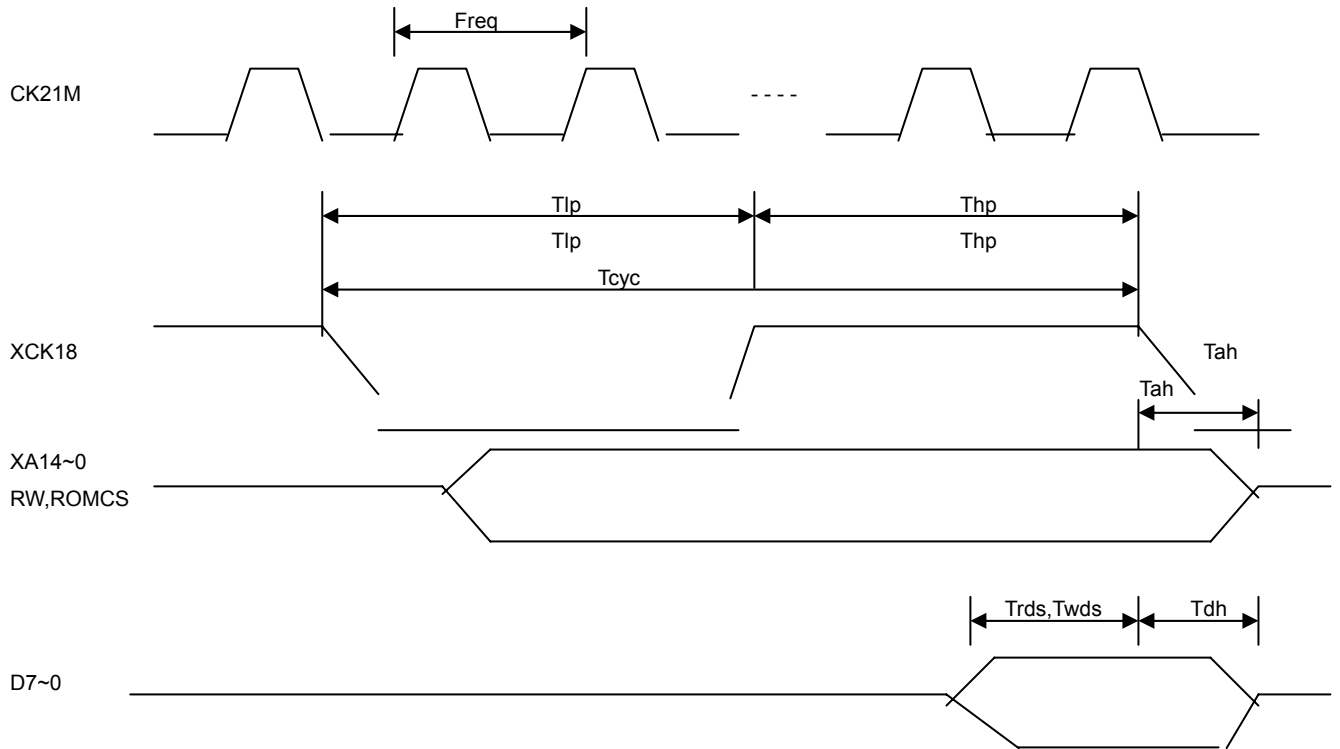 Freq
CK21M
Tlp Thp
Tlp Thp
Tcyc
XCK18
Tah
Tah
XA14~0
RW,ROMCS
Trds,Twds Tdh
D7~0